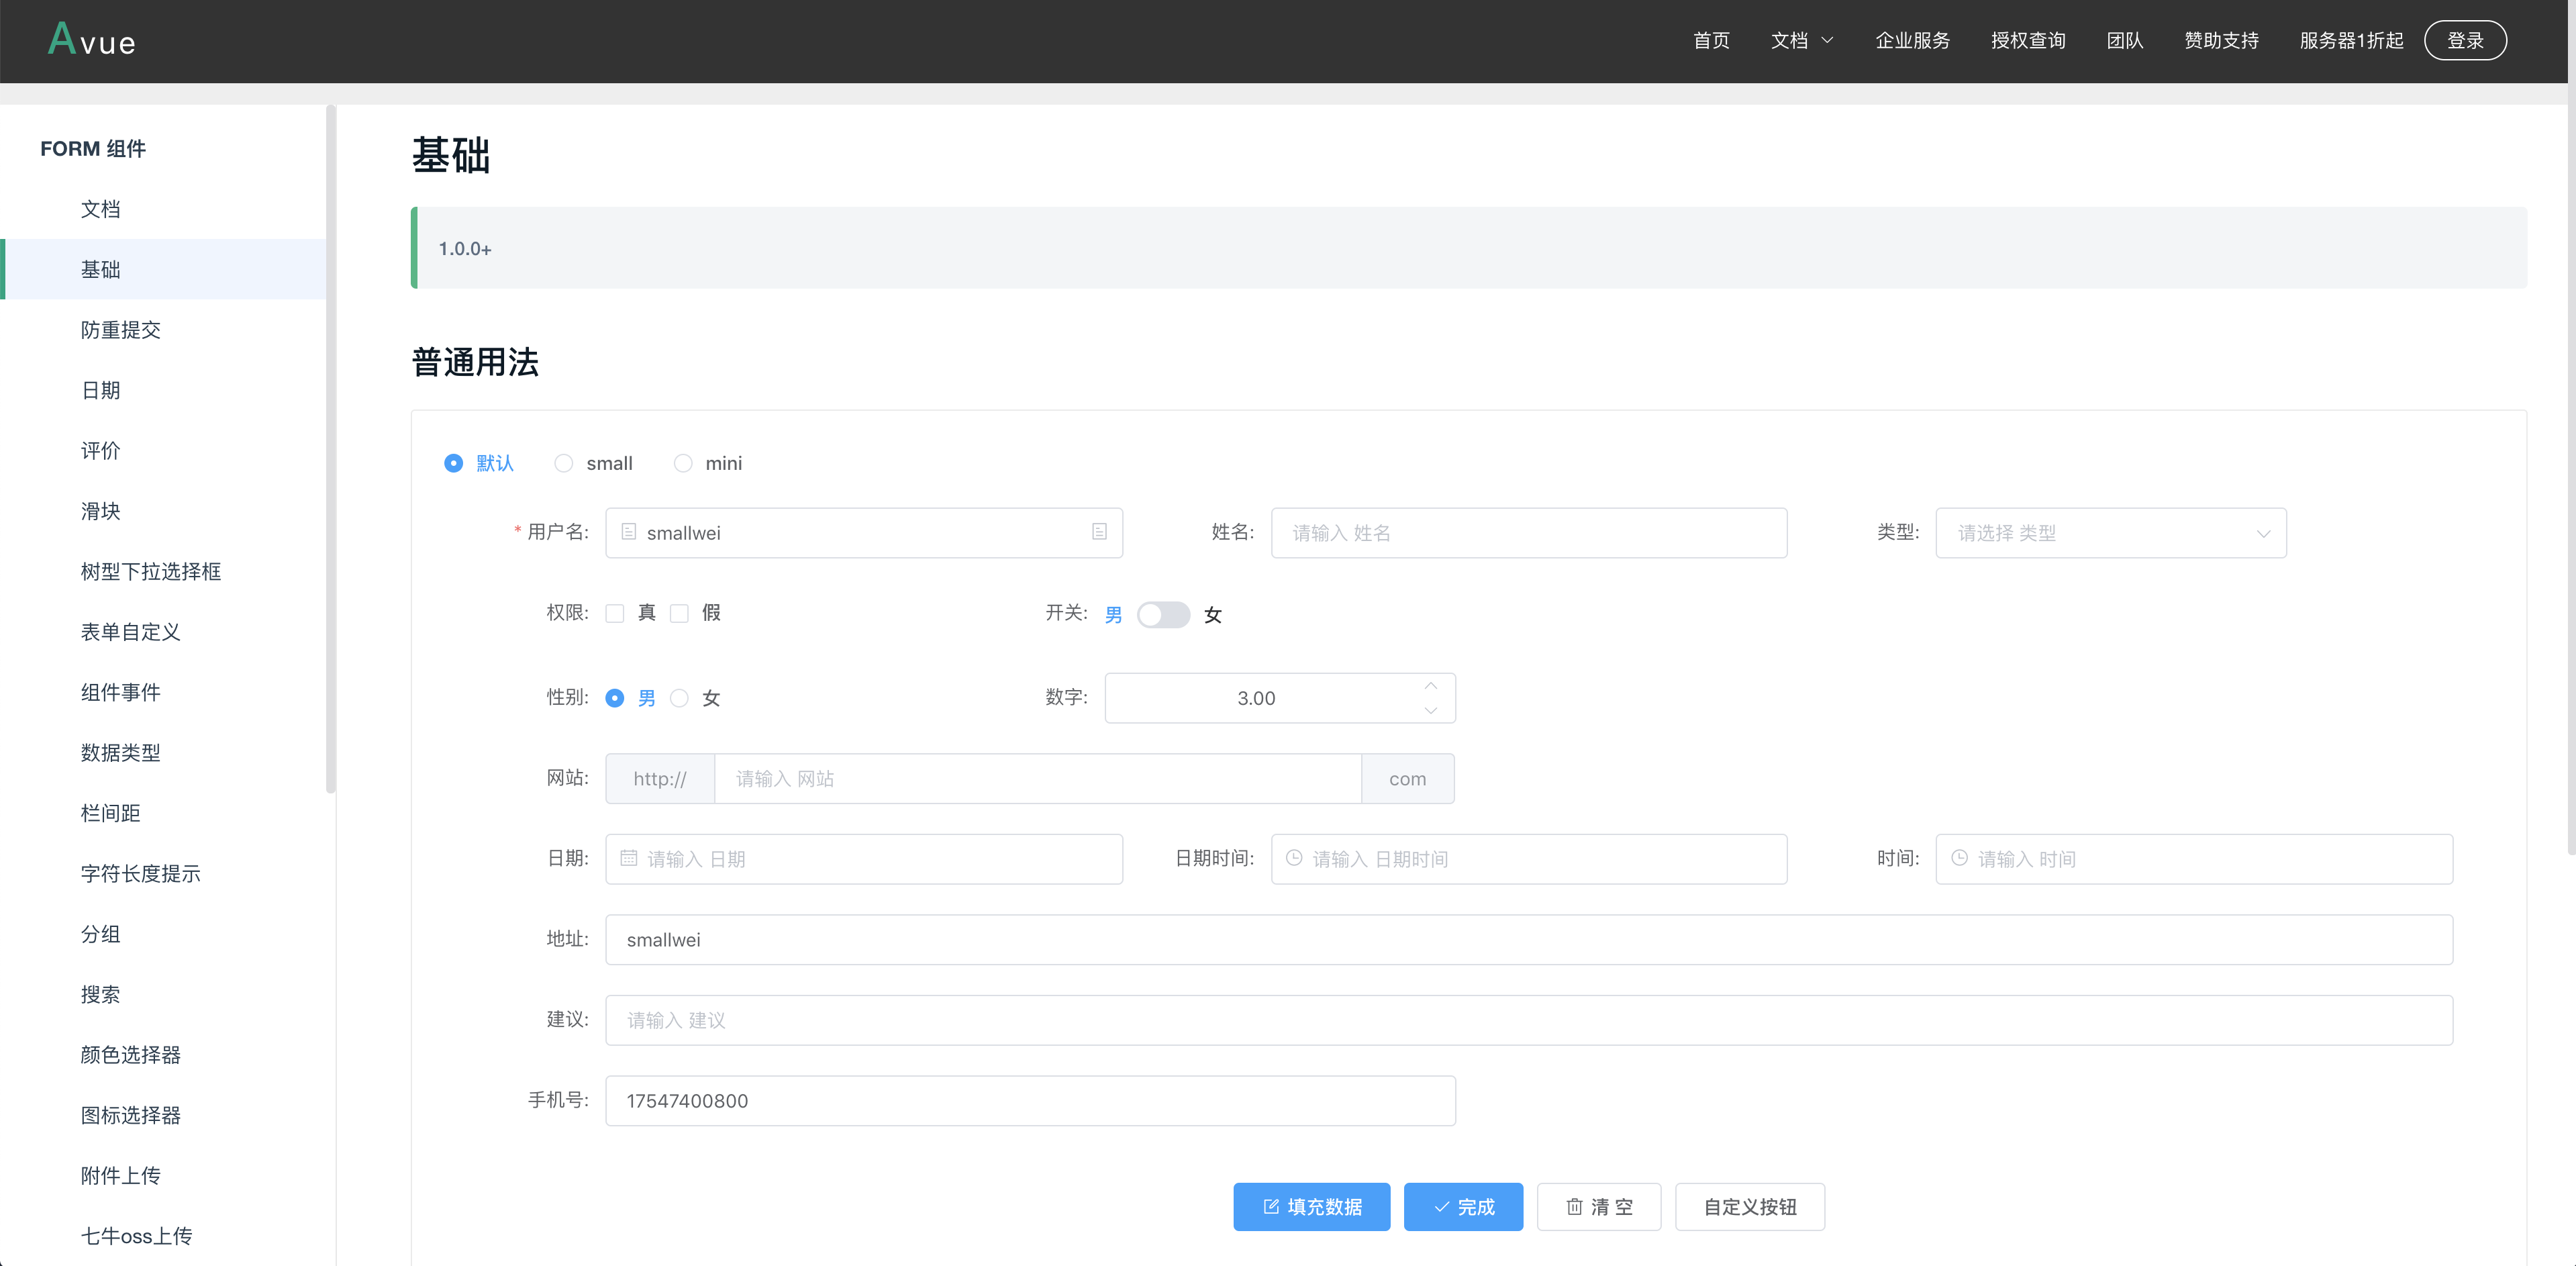 Avue 首页 文档 企业服务 授权查询 团队 赞助支持 服务器1折起 登录
FORM 组件
文档
基础
防重提交
日期
评价
滑块
树型下拉选择框
表单自定义
组件事件
数据类型
栏间距
字符长度提示
分组
搜索
颜色选择器
图标选择器
附件上传
七牛oss上传
基础
1.0.0+
普通用法
默认 small mini
* 用户名: smallwei 姓名: 请输入 姓名 类型: 请选择 类型
权限: 真 假 开关: 男 女
性别: 男 女 数字: 3.00
网站: http:// 请输入 网站 com
日期: 请输入 日期 日期时间: 请输入 日期时间 时间: 请输入 时间
地址: smallwei
建议: 请输入 建议
手机号: 17547400800
填充数据 完成 清 空 自定义按钮